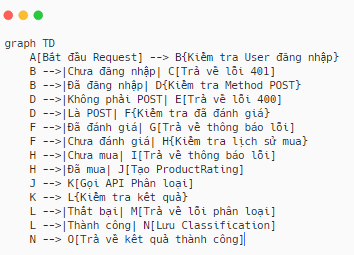 graph TD
A[Bắt đầu Request] --> B{Kiểm tra User đăng nhập}
B -->|Chưa đăng nhập| C[Trả về lỗi 401]
B -->|Đã đăng nhập| D{Kiểm tra Method POST}
D -->|Không phải POST| E[Trả về lỗi 400]
D -->|Là POST| F{Kiểm tra đã đánh giá}
F -->|Đã đánh giá| G[Trả về thông báo lỗi]
F -->|Chưa đánh giá| H{Kiểm tra lịch sử mua}
H -->|Chưa mua| I[Trả về thông báo lỗi]
H -->|Đã mua| J[Tạo ProductRating]
J --> K[Gọi API Phân loại]
K --> L{Kiểm tra kết quả}
L -->|Thất bại| M[Trả về lỗi phân loại]
L -->|Thành công| N[Lưu Classification]
N --> O[Trả về kết quả thành công]